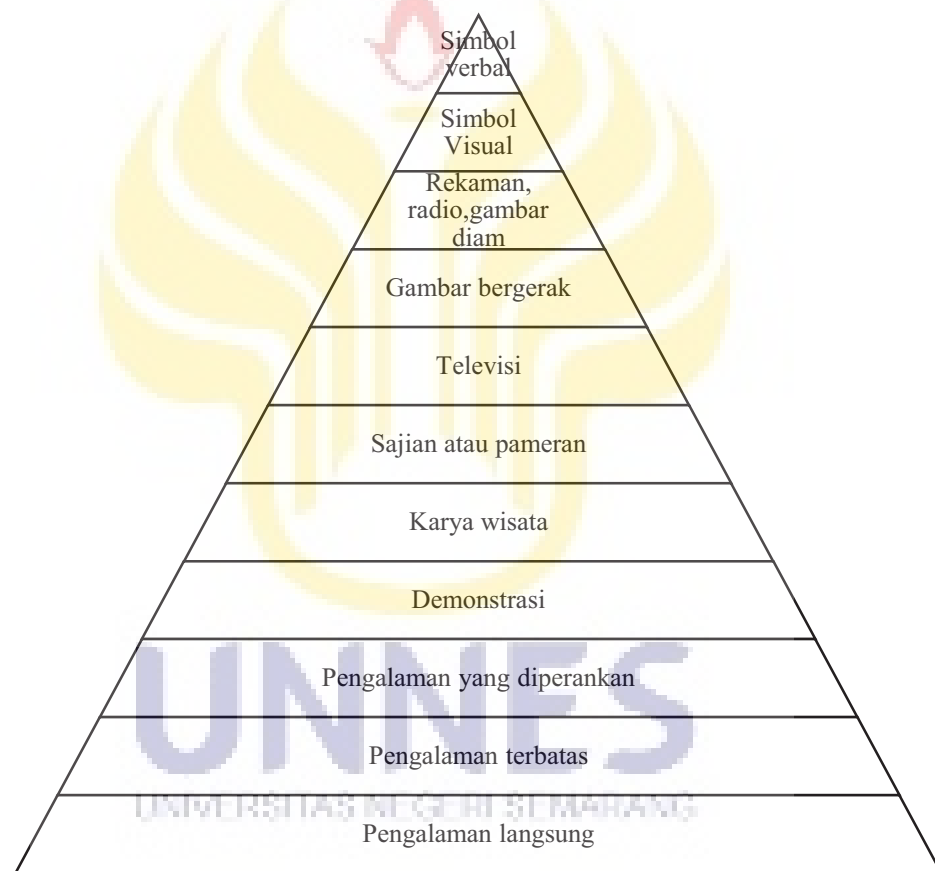 Simbol
verbal
Simbol
Visual
Rekaman,
radio,gambar
diam
Gambar bergerak
Televisi
Sajian atau pameran
Karya wisata
Demonstrasi
Pengalaman yang diperankan
Pengalaman terbatas
Pengalaman langsung
UNNES
UNIVERSITAS NEGERI SEMARANG